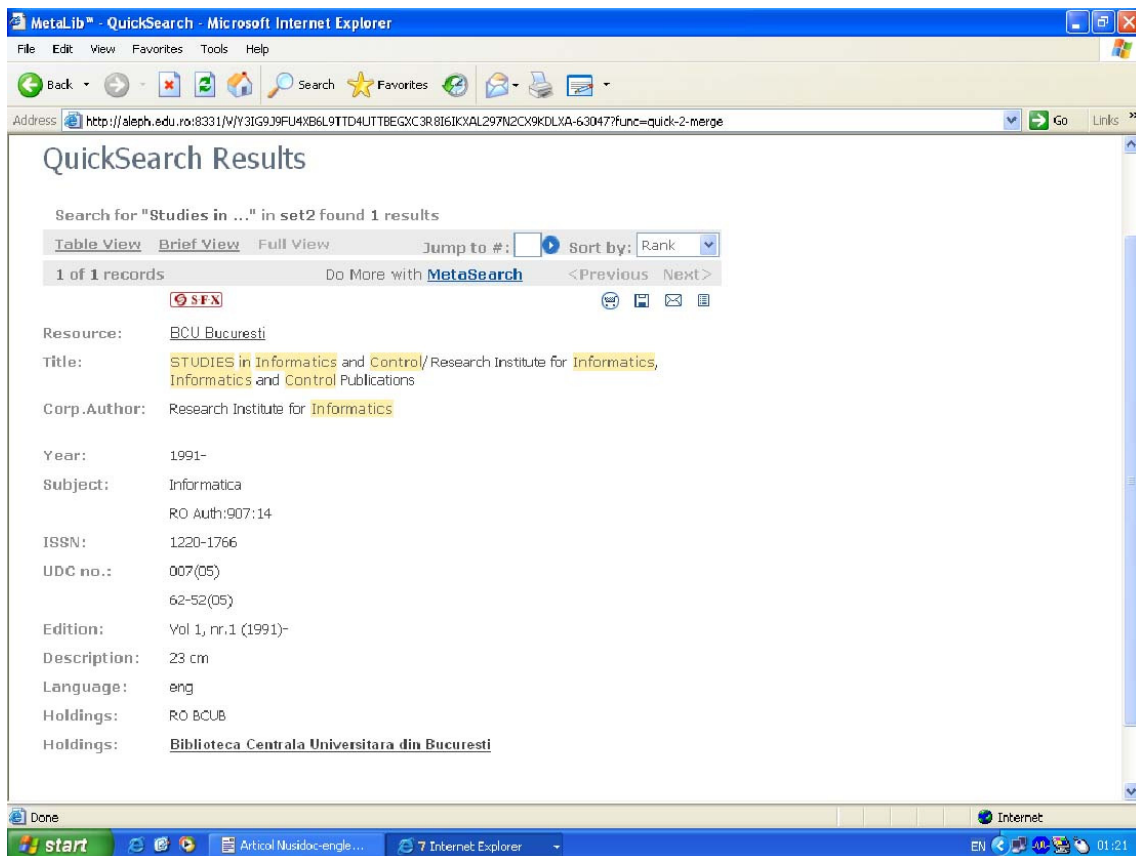 MetaLib™ - QuickSearch - Microsoft Internet Explorer
File Edit View Favorites Tools Help
Back Search Favorites
Address http://aleph.edu.ro:8331/V/Y3IG9J9FU4XB6L9TTD4UTTBEGXC3R8I6IKXAL297N2CX9KDLXA-63047?func=quick-2-merge Go Links »
QuickSearch Results
Search for "Studies in ..." in set2 found 1 results
Table View Brief View Full View Jump to #: Sort by: Rank
1 of 1 records Do More with MetaSearch <Previous Next>
SFX
Resource: BCU Bucuresti
Title: STUDIES in Informatics and Control/ Research Institute for Informatics,
Informatics and Control Publications
Corp.Author: Research Institute for Informatics
Year: 1991-
Subject: Informatica
RO Auth:907:14
ISSN: 1220-1766
UDC no.: 007(05)
62-52(05)
Edition: Vol 1, nr.1 (1991)-
Description: 23 cm
Language: eng
Holdings: RO BCUB
Holdings: Biblioteca Centrala Universitara din Bucuresti
Done Internet
start Articol Nusidoc-engle... 7 Internet Explorer EN 01:21